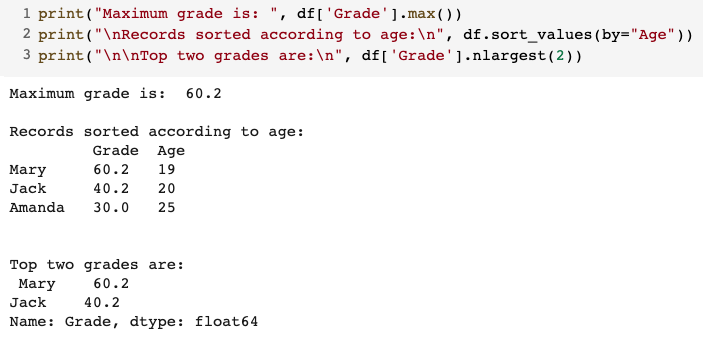 1 print("Maximum grade is: ", df['Grade'].max())
2 print("\nRecords sorted according to age:\n", df.sort_values(by="Age"))
3 print("\n\nTop two grades are:\n", df['Grade'].nlargest(2))
Maximum grade is:  60.2
Records sorted according to age:
         Grade  Age
Mary     60.2   19
Jack     40.2   20
Amanda   30.0   25
Top two grades are:
 Mary    60.2
Jack    40.2
Name: Grade, dtype: float64